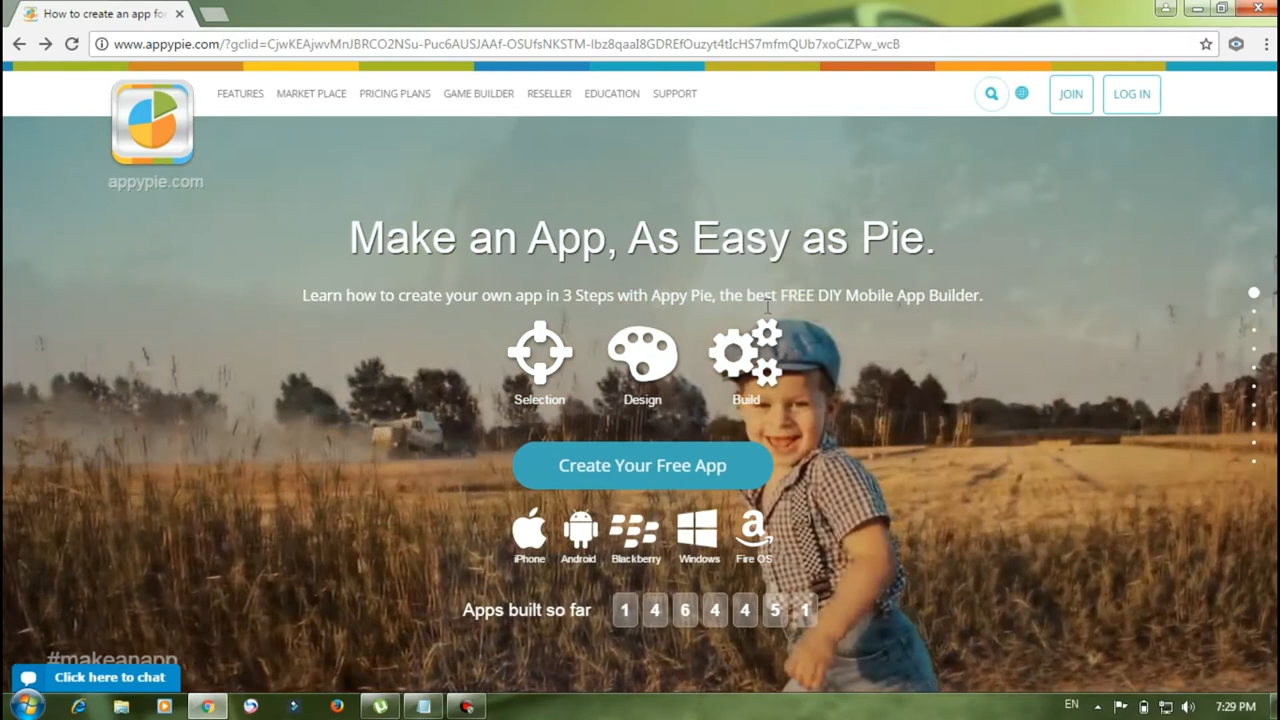 How to create an app for
www.appypie.com/?gclid=CjwKEAjwvMnJBRCO2NSu-Puc6AUSJAAf-OSUfsNKSTM-Ibz8qaaI8GDREfOuzyt4tIcHS7mfmQUb7xoCiZPw_wcB
FEATURES MARKET PLACE PRICING PLANS GAME BUILDER RESELLER EDUCATION SUPPORT JOIN LOG IN
appypie.com
Make an App, As Easy as Pie.
Learn how to create your own app in 3 Steps with Appy Pie, the best FREE DIY Mobile App Builder.
Selection Design Build
Create Your Free App
iPhone Android Blackberry Windows Fire OS
Apps built so far 1 4 6 4 4 5 1
#makeanapp
Click here to chat
EN 7:29 PM